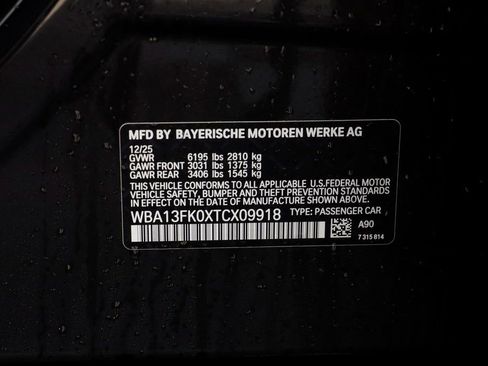 MFD BY BAYERISCHE MOTOREN WERKE AG
12/25
GVWR 6195 lbs 2810 kg
GAWR FRONT 3031 lbs 1375 kg
GAWR REAR 3406 lbs 1545 kg
THIS VEHICLE CONFORMS TO ALL APPLICABLE U.S.FEDERAL MOTOR
VEHICLE SAFETY, BUMPER AND THEFT PREVENTION STANDARDS
IN EFFECT ON THE DATE OF MANUFACTURE SHOWN ABOVE.
WBA13FK0XTCX09918 TYPE: PASSENGER CAR
A90
7 315 814